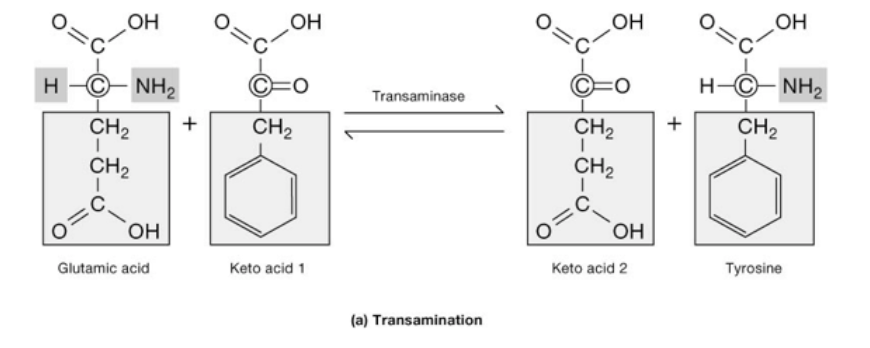 O OH O OH O OH O OH
C C C C
H C NH2 C=O Transaminase C=O H C NH2
CH2 + CH2 CH2 + CH2
CH2 CH2
C C
O OH O OH
Glutamic acid Keto acid 1 Keto acid 2 Tyrosine
(a) Transamination